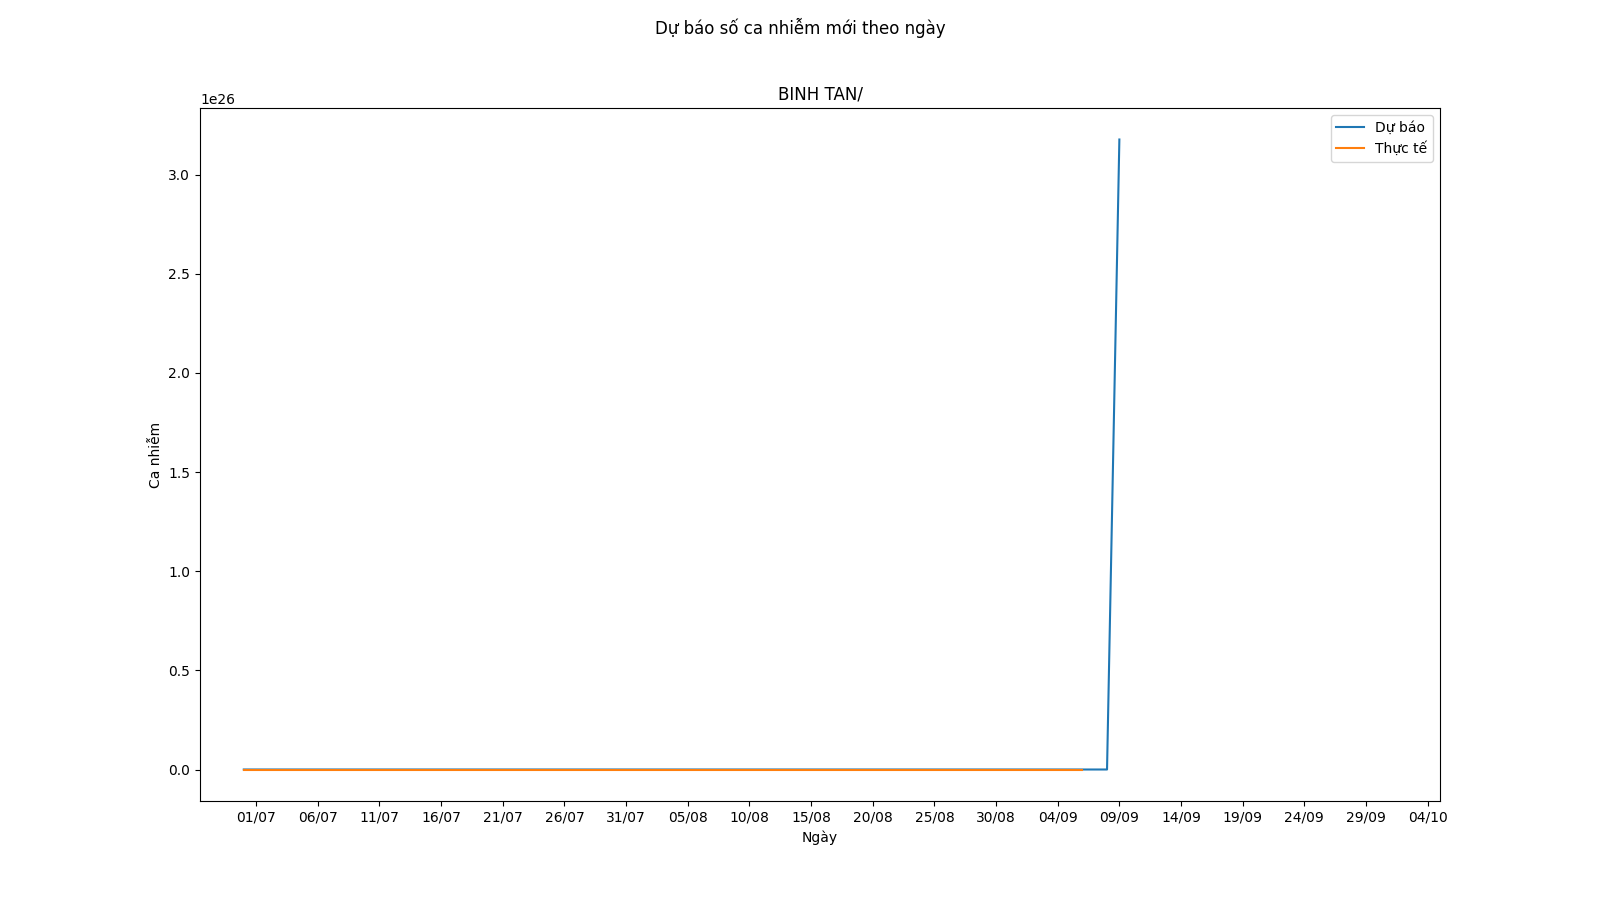 Dự báo số ca nhiễm mới theo ngày
BINH TAN/
1e26
Dự báo
Thực tế
3.0
2.5
2.0
1.5
1.0
0.5
0.0
Ca nhiễm
01/07 06/07 11/07 16/07 21/07 26/07 31/07 05/08 10/08 15/08 20/08 25/08 30/08 04/09 09/09 14/09 19/09 24/09 29/09 04/10
Ngày